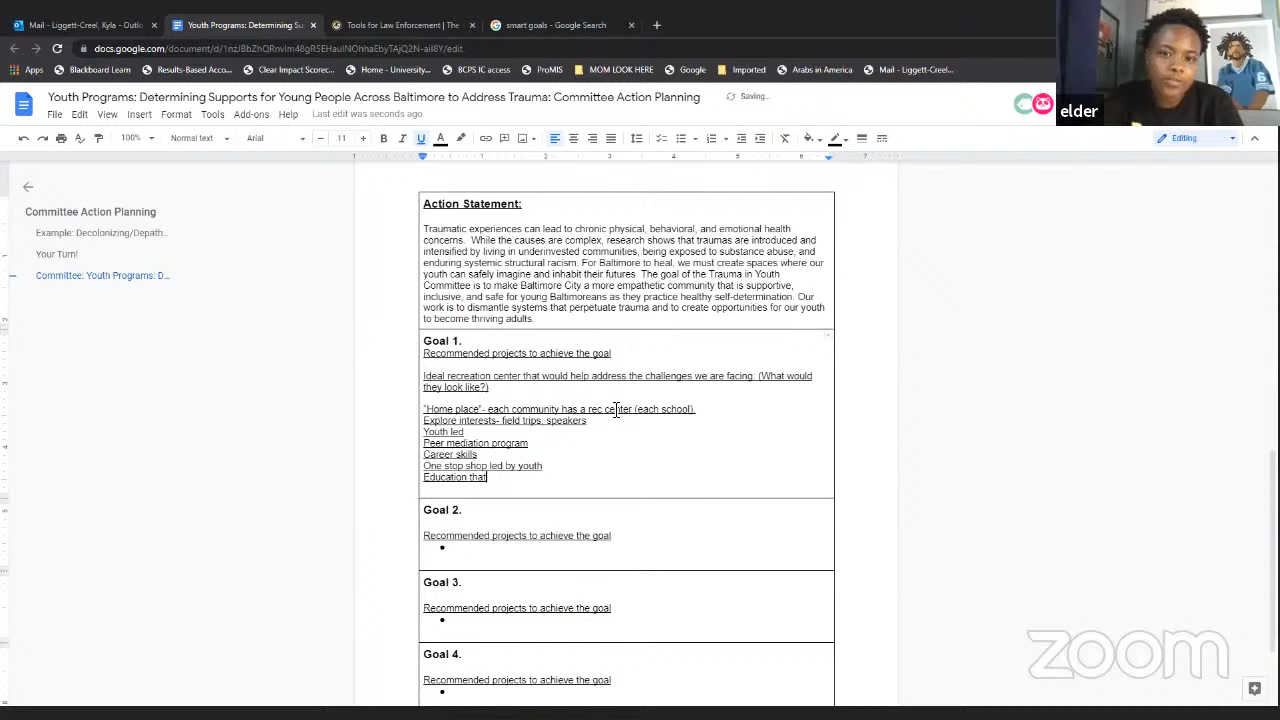 Mail - Liggett-Creel, Kyla - Outlo
Youth Programs: Determining Su
Tools for Law Enforcement | The
smart goals - Google Search
Apps
Blackboard Learn
Results-Based Acco...
Clear Impact Scorec...
Home - University...
BCPS IC access
ProMIS
MOM LOOK HERE
Google
Imported
Arabs in America
Mail - Liggett-Creel...
elder
Youth Programs: Determining Supports for Young People Across Baltimore to Address Trauma: Committee Action Planning
Saving...
File Edit View Insert Format Tools Add-ons Help Last edit was seconds ago
100% Normal text Arial 11 Editing
Committee Action Planning
Example: Decolonizing/Depath...
Your Turn!
Committee: Youth Programs: D...
Action Statement:
Traumatic experiences can lead to chronic physical, behavioral, and emotional health
concerns. While the causes are complex, research shows that traumas are introduced and
intensified by living in underinvested communities, being exposed to substance abuse, and
enduring systemic structural racism. For Baltimore to heal, we must create spaces where our
youth can safely imagine and inhabit their futures. The goal of the Trauma in Youth
Committee is to make Baltimore City a more empathetic community that is supportive,
inclusive, and safe for young Baltimoreans as they practice healthy self-determination. Our
work is to dismantle systems that perpetuate trauma and to create opportunities for our youth
to become thriving adults.
Goal 1.
Recommended projects to achieve the goal
Ideal recreation center that would help address the challenges we are facing: (What would
they look like?)
"Home place"- each community has a rec center (each school).
Explore interests- field trips, speakers
Youth led
Peer mediation program
Career skills
One stop shop led by youth
Education that
Goal 2.
Recommended projects to achieve the goal
Goal 3.
Recommended projects to achieve the goal
Goal 4.
Recommended projects to achieve the goal
zoom